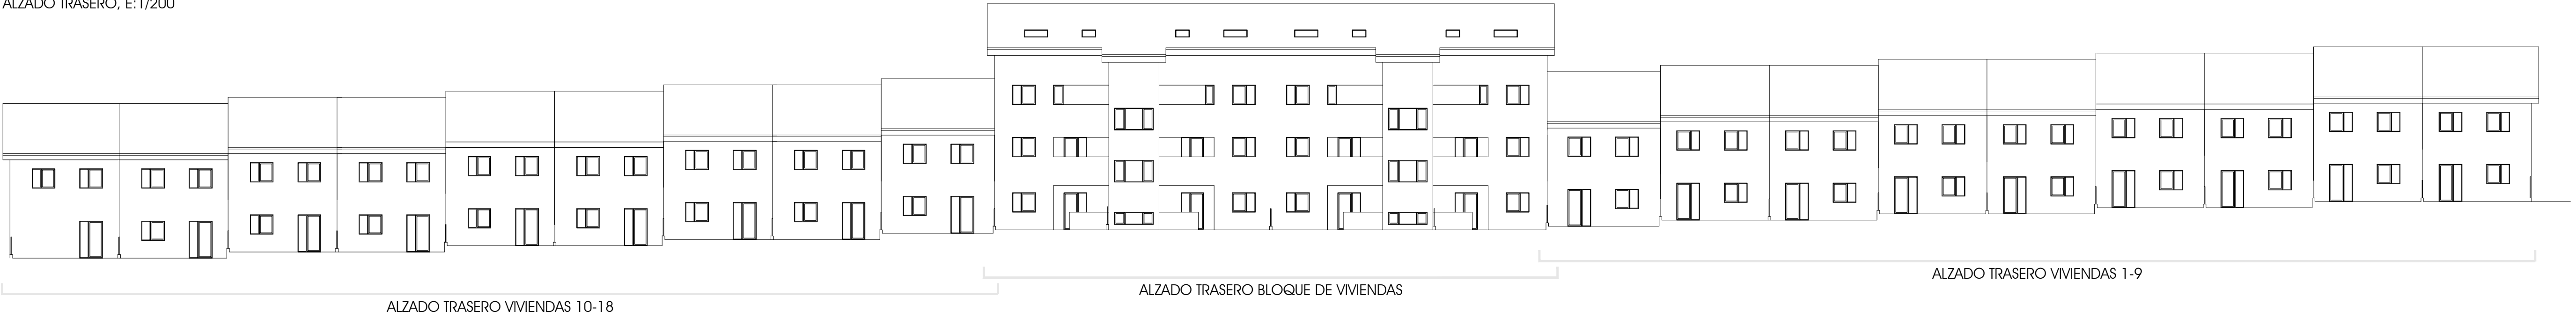 ALZADO TRASERO, E:1/200
ALZADO TRASERO VIVIENDAS 1-9
ALZADO TRASERO BLOQUE DE VIVIENDAS
ALZADO TRASERO VIVIENDAS 10-18